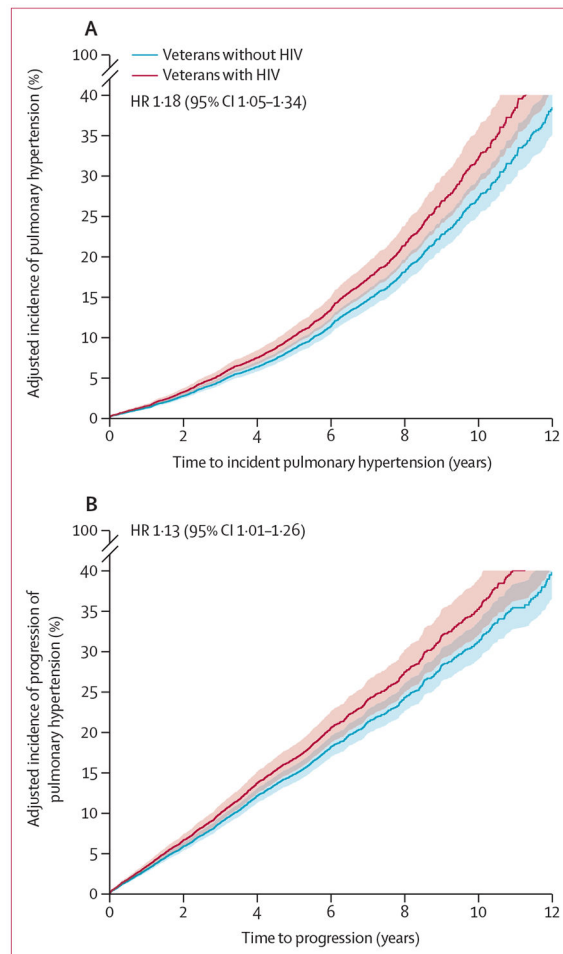 A
Veterans without HIV
Veterans with HIV
HR 1·18 (95% CI 1·05–1·34)
Adjusted incidence of pulmonary hypertension (%)
100
40
35
30
25
20
15
10
5
0
0 2 4 6 8 10 12
Time to incident pulmonary hypertension (years)
B
HR 1·13 (95% CI 1·01–1·26)
Adjusted incidence of progression of
pulmonary hypertension (%)
100
40
35
30
25
20
15
10
5
0
0 2 4 6 8 10 12
Time to progression (years)